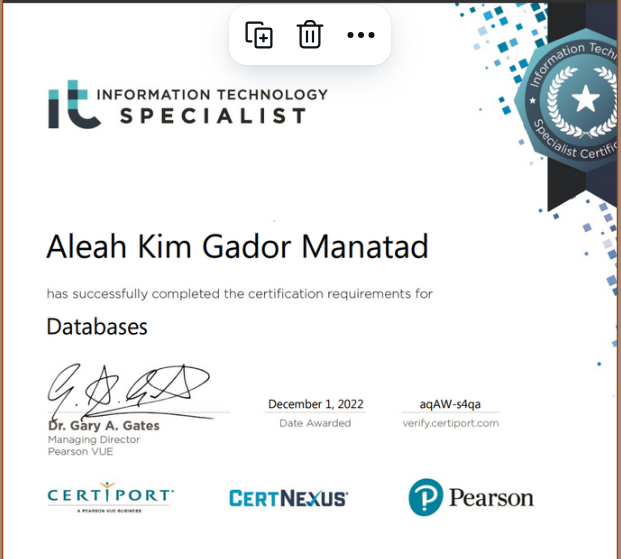 it INFORMATION TECHNOLOGY
SPECIALIST
Information Tech
Specialist Certific
Aleah Kim Gador Manatad
has successfully completed the certification requirements for
Databases
Dr. Gary A. Gates
Managing Director
Pearson VUE
December 1, 2022
Date Awarded
aqAW-s4qa
verify.certiport.com
CERTIPORT
A PEARSON VUE BUSINESS
CERTNEXUS
P Pearson